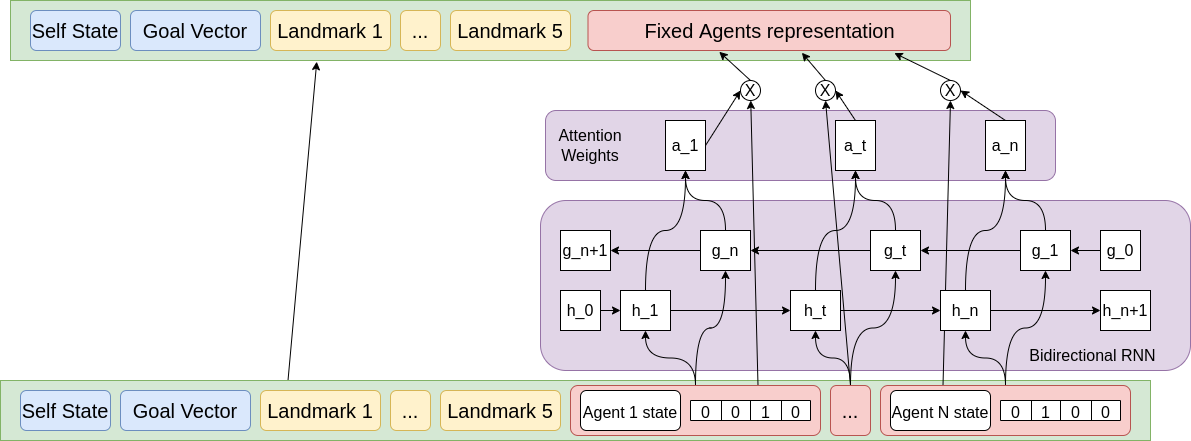 Self State Goal Vector Landmark 1 ... Landmark 5 Fixed Agents representation
X X X
Attention
Weights
a_1 a_t a_n
g_n+1 g_n g_t g_1 g_0
h_0 h_1 h_t h_n h_n+1
Bidirectional RNN
Self State Goal Vector Landmark 1 ... Landmark 5 Agent 1 state 0 0 1 0 ... Agent N state 0 1 0 0